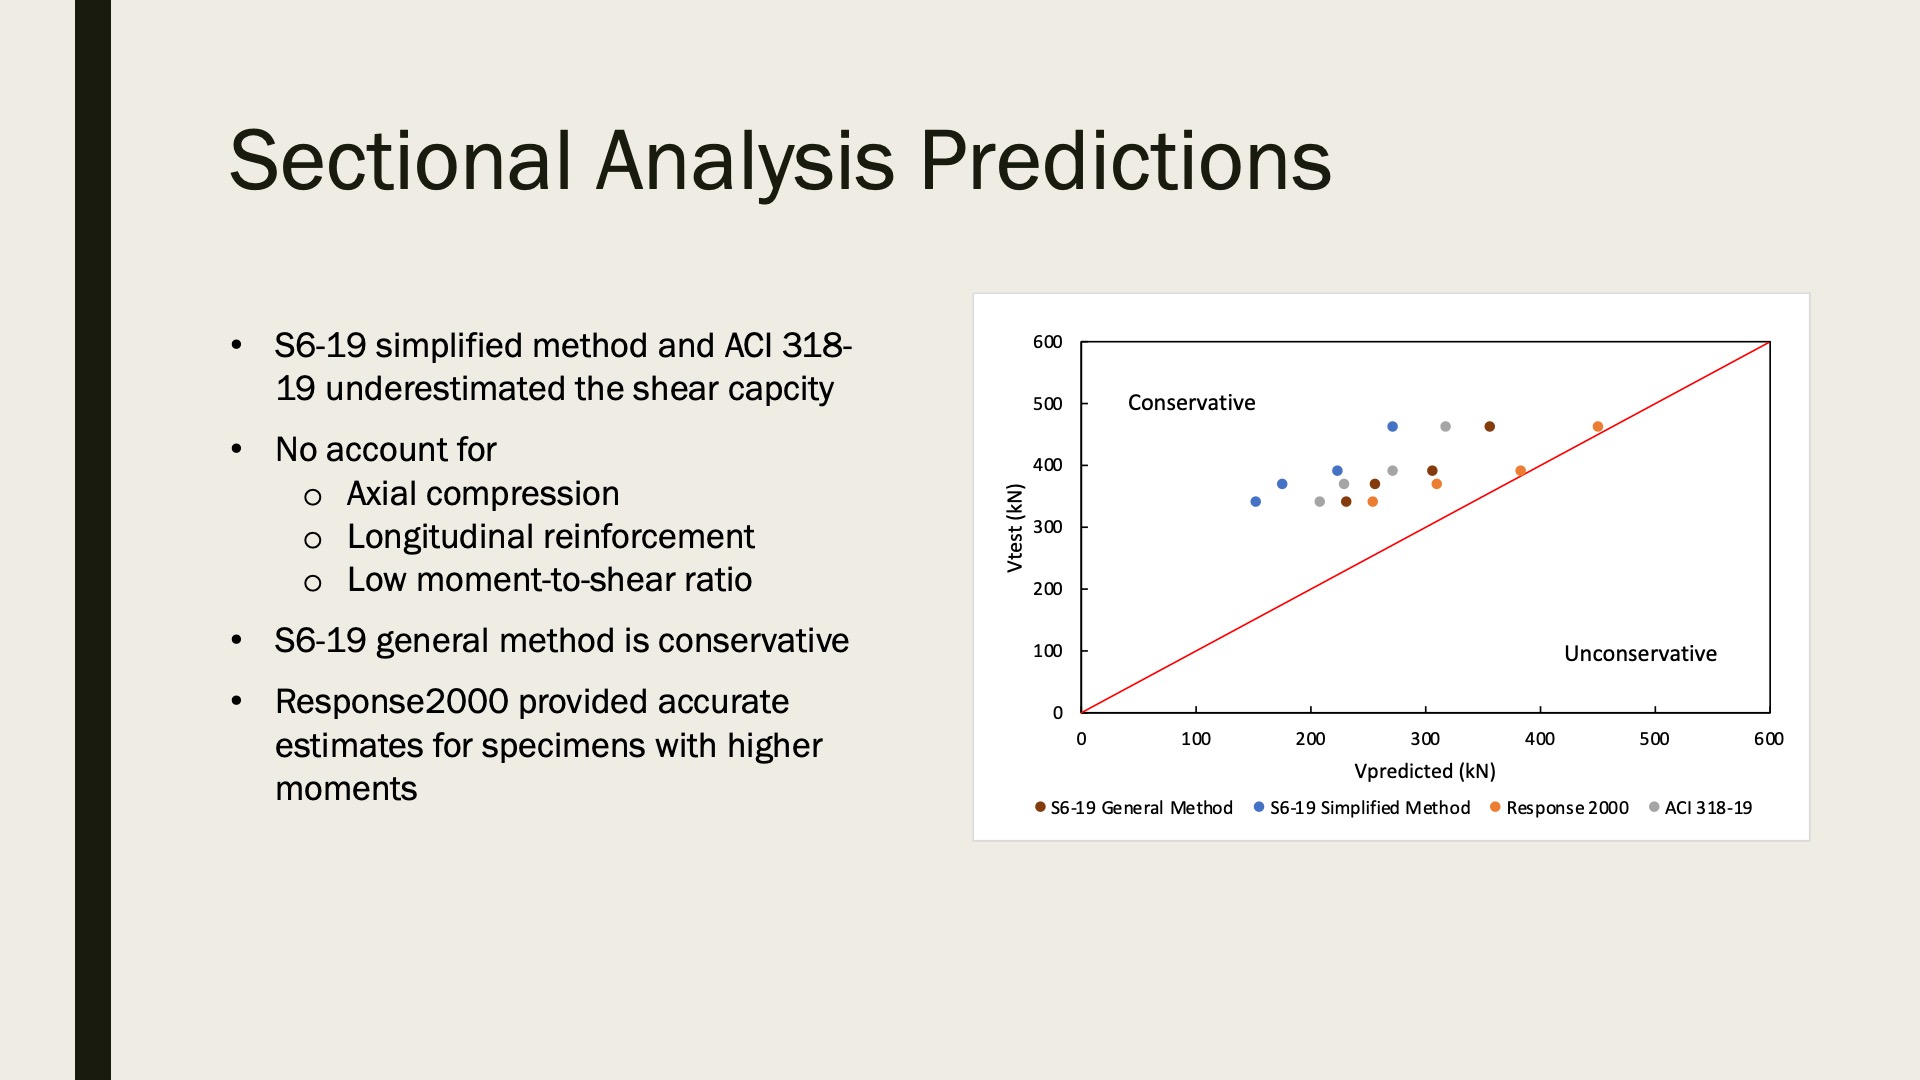 Sectional Analysis Predictions
• S6-19 simplified method and ACI 318-
19 underestimated the shear capcity
• No account for
o Axial compression
o Longitudinal reinforcement
o Low moment-to-shear ratio
• S6-19 general method is conservative
• Response2000 provided accurate
estimates for specimens with higher
moments
600
500
400
300
200
100
0
Vtest (kN)
Conservative
Unconservative
0 100 200 300 400 500 600
Vpredicted (kN)
S6-19 General Method S6-19 Simplified Method Response 2000 ACI 318-19